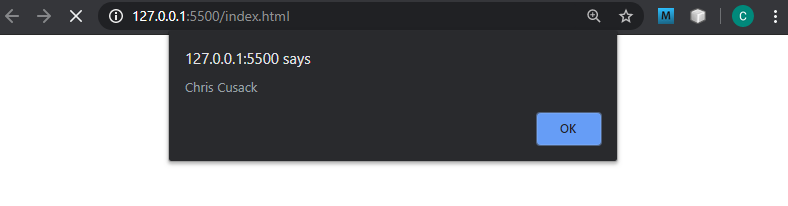 127.0.0.1:5500/index.html
M
C
127.0.0.1:5500 says
Chris Cusack
OK